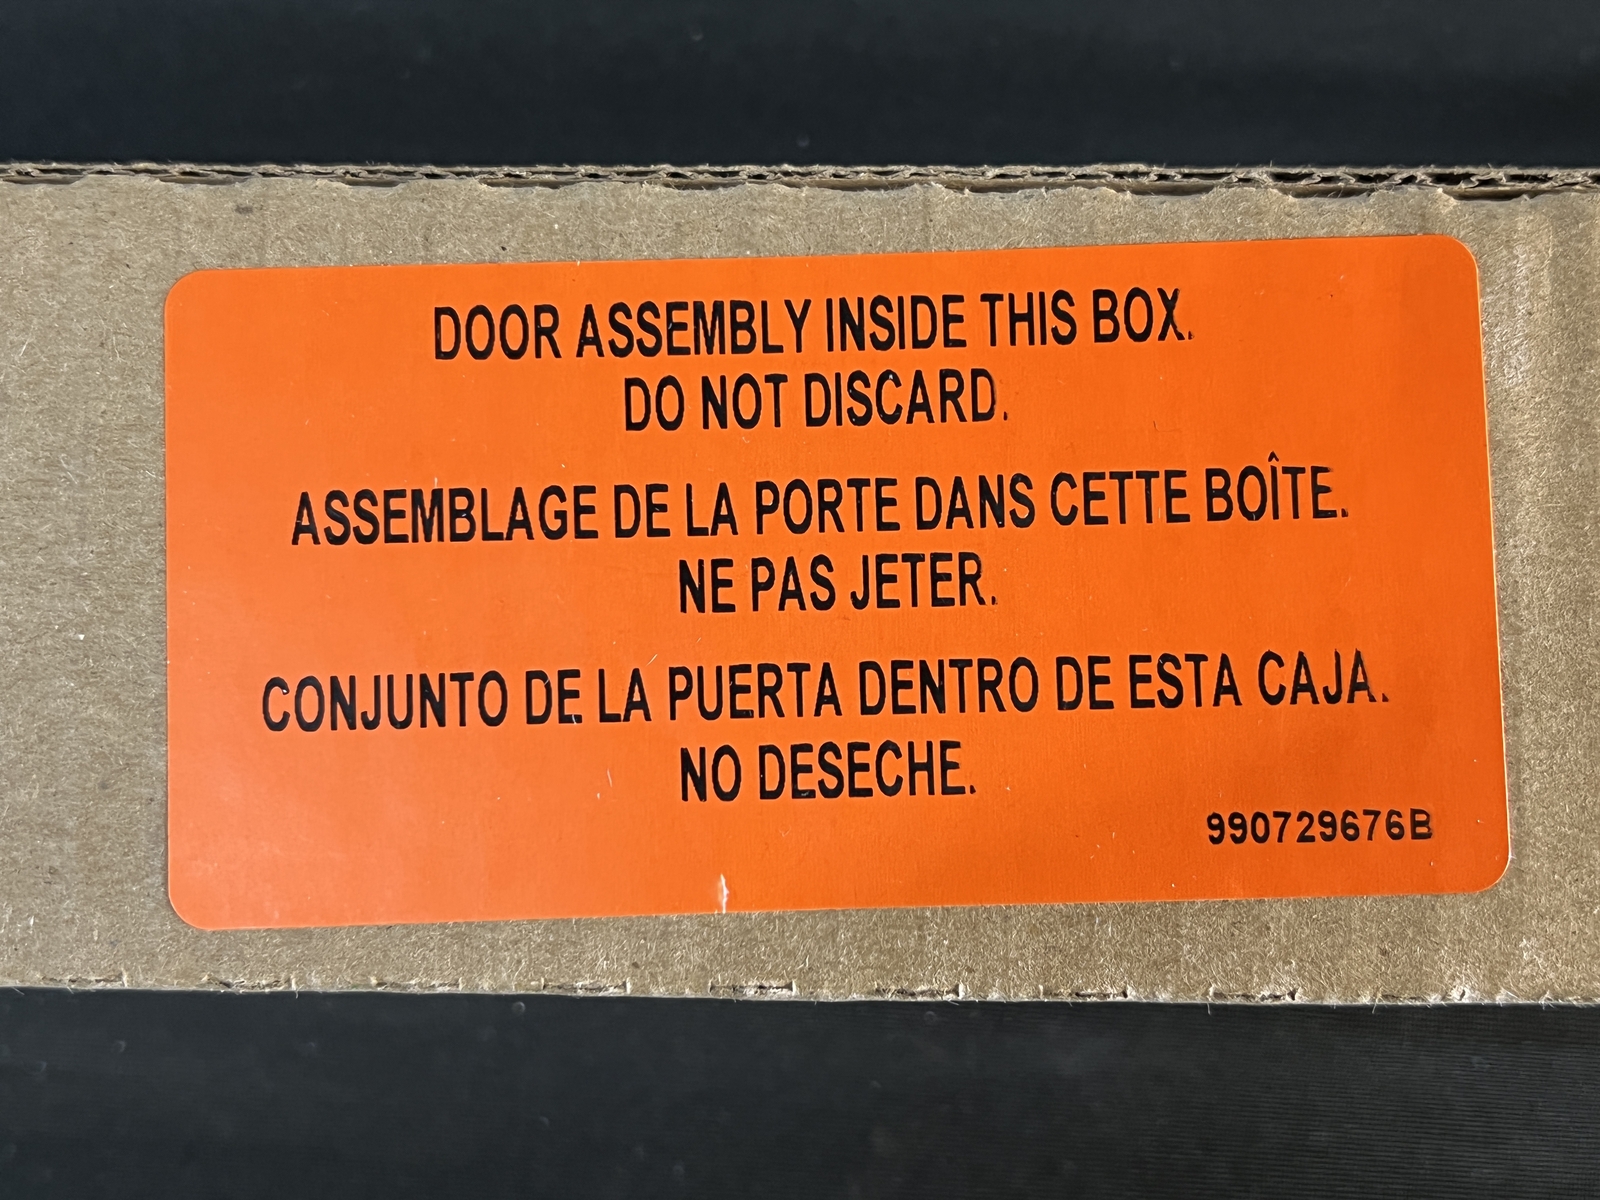 DOOR ASSEMBLY INSIDE THIS BOX.
DO NOT DISCARD.
ASSEMBLAGE DE LA PORTE DANS CETTE BOÎTE.
NE PAS JETER.
CONJUNTO DE LA PUERTA DENTRO DE ESTA CAJA.
NO DESECHE.
990729676B